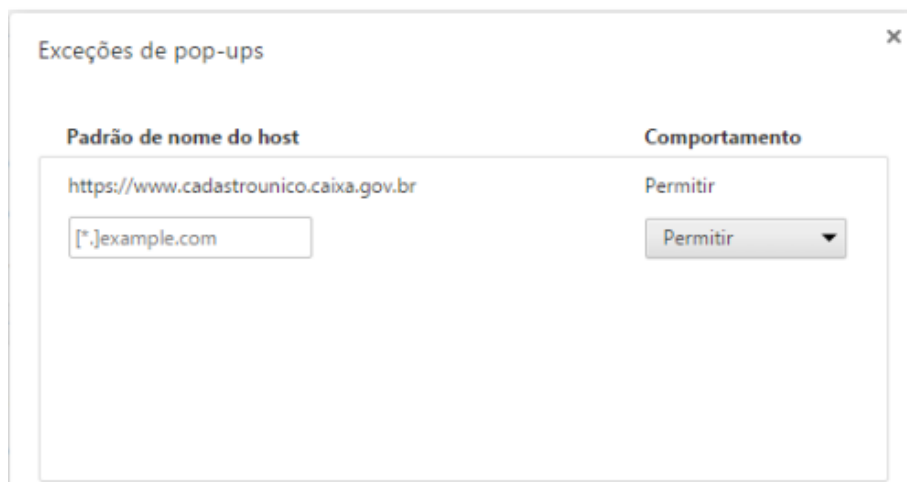 Exceções de pop-ups
Padrão de nome do host Comportamento
https://www.cadastrounico.caixa.gov.br Permitir
[*.]example.com Permitir